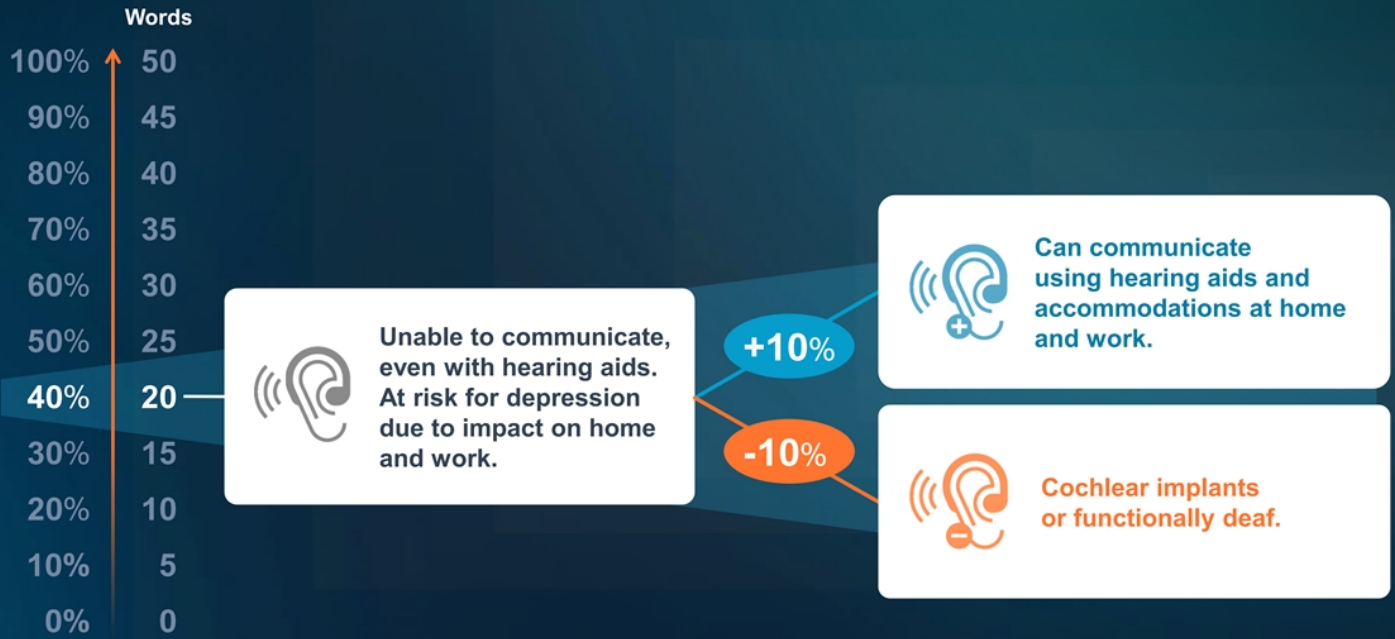 Words
100% 50
90% 45
80% 40
70% 35
60% 30
50% 25
40% 20
30% 15
20% 10
10% 5
0% 0
Unable to communicate,
even with hearing aids.
At risk for depression
due to impact on home
and work.
+10%
-10%
Can communicate
using hearing aids and
accommodations at home
and work.
Cochlear implants
or functionally deaf.